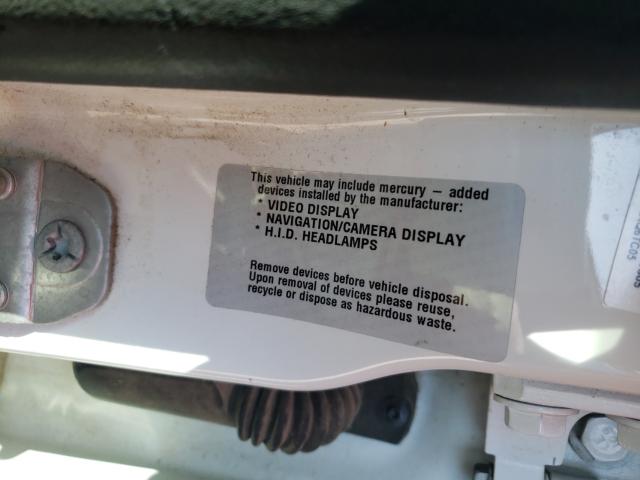 This vehicle may include mercury – added
devices installed by the manufacturer:
* VIDEO DISPLAY
* NAVIGATION/CAMERA DISPLAY
* H.I.D. HEADLAMPS
Remove devices before vehicle disposal.
Upon removal of devices please reuse,
recycle or dispose as hazardous waste.